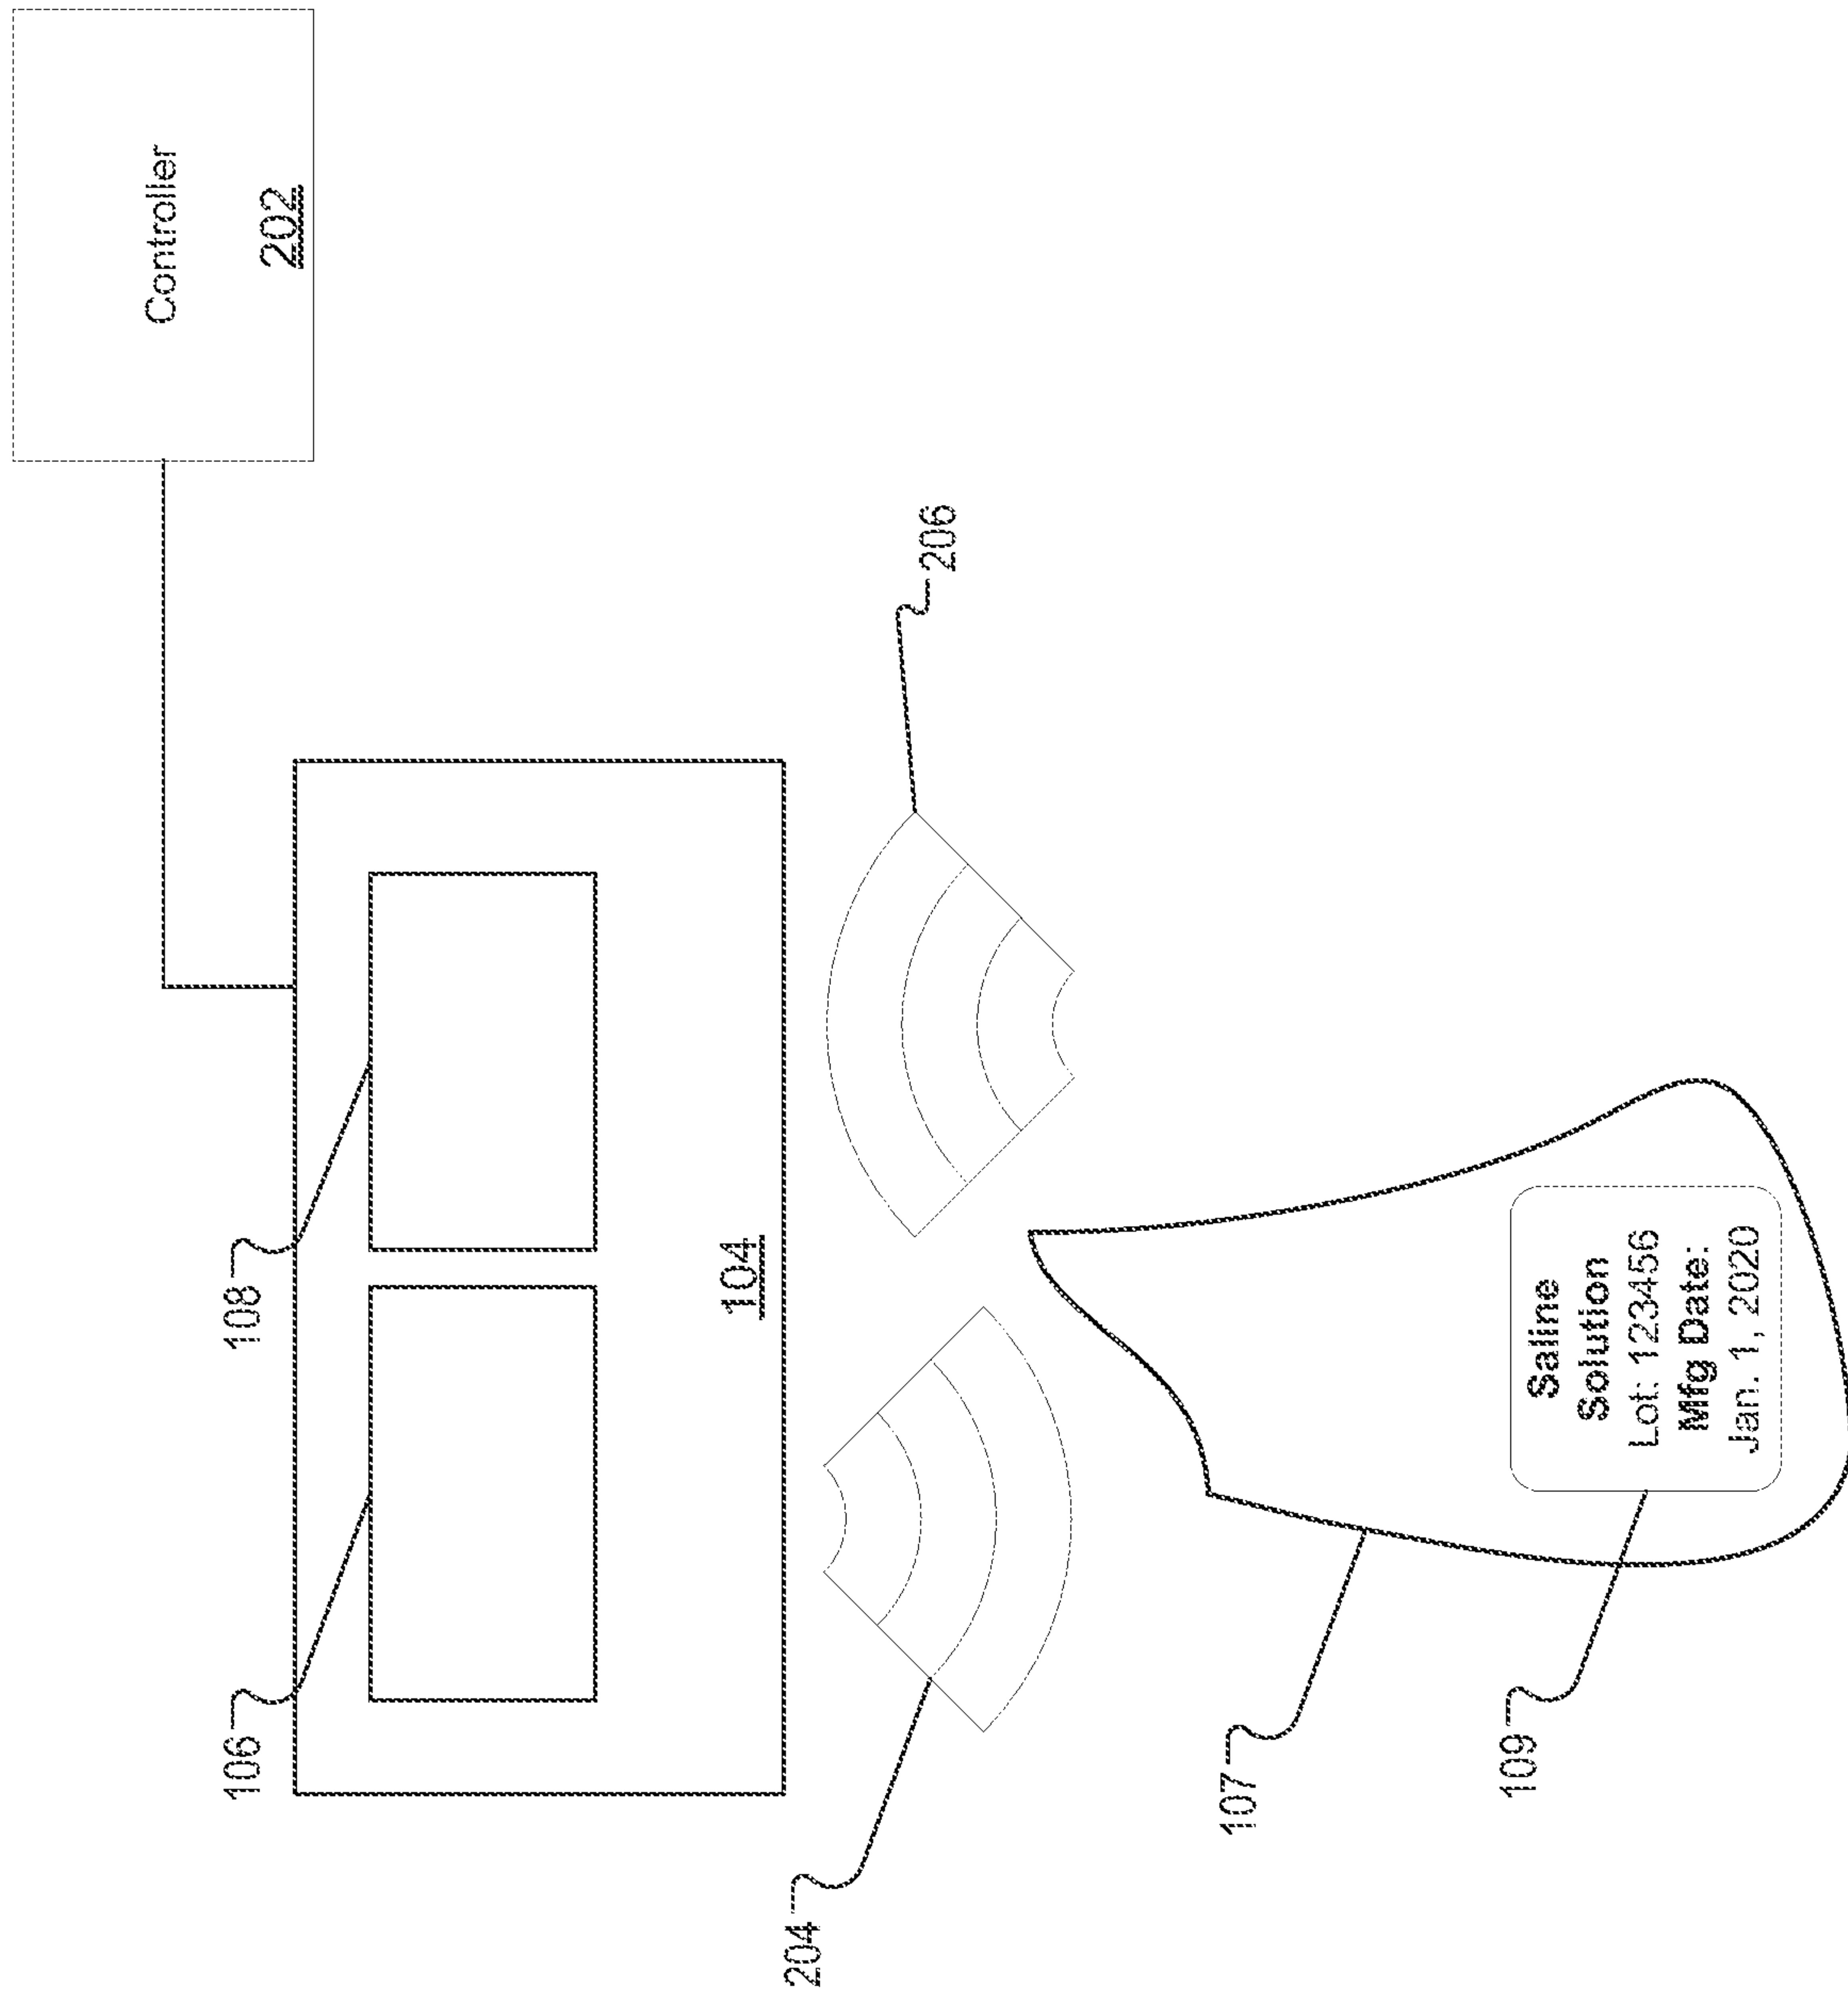 Controller
202
206
108
106
104
204
107
109
Saline
Solution
Lot: 123456
Mfg Date:
Jan. 1, 2020